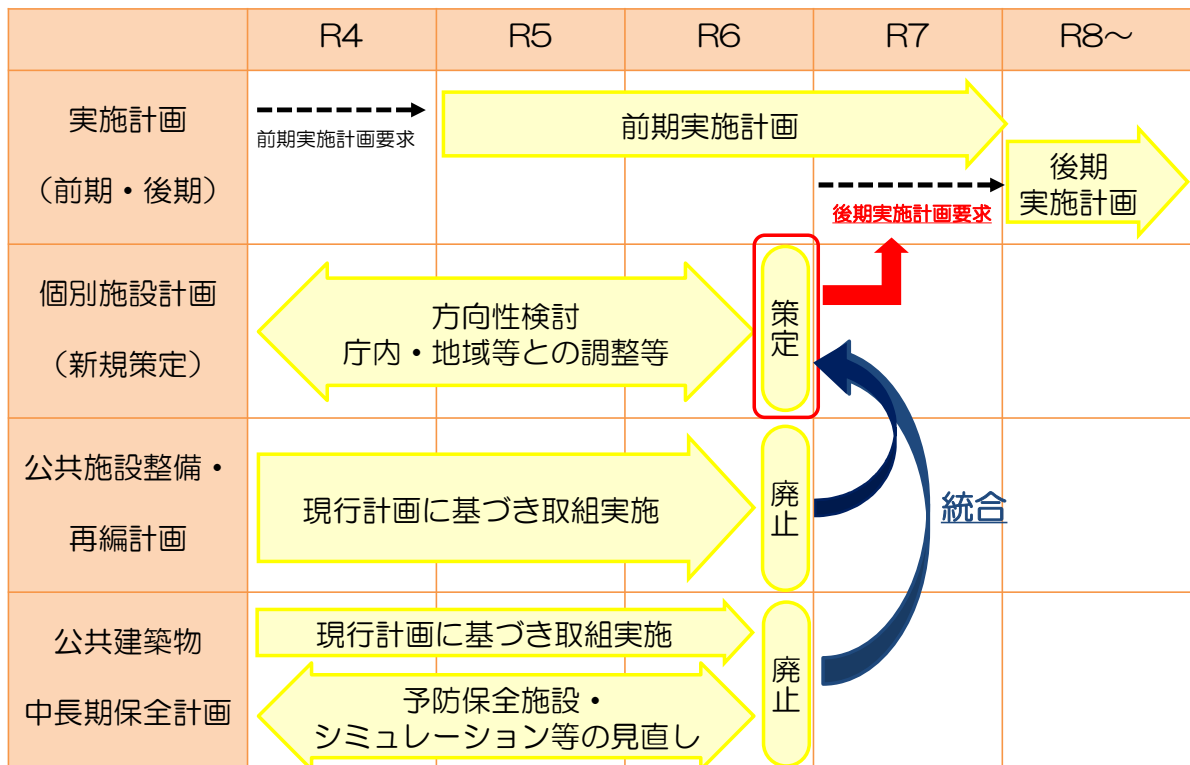 R4
R5
R6
R7
R8～
実施計画
（前期・後期）
前期実施計画要求
前期実施計画
後期実施計画要求
後期
実施計画
個別施設計画
（新規策定）
方向性検討
庁内・地域等との調整等
策定
公共施設整備・
再編計画
現行計画に基づき取組実施
廃止
統合
公共建築物
中長期保全計画
現行計画に基づき取組実施
予防保全施設・
シミュレーション等の見直し
廃止